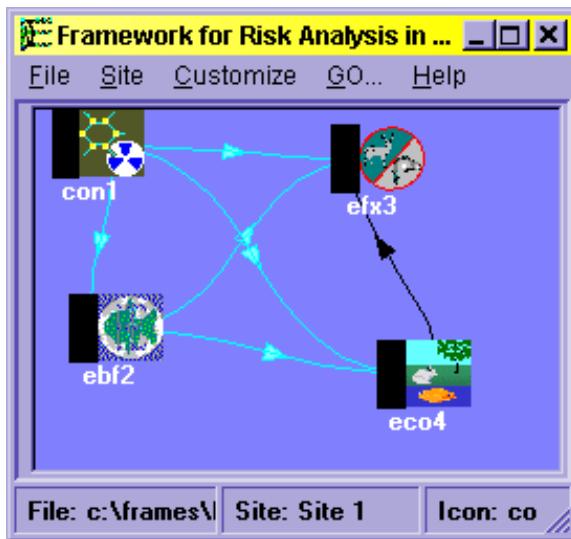 Framework for Risk Analysis in ...
File Site Customize GO... Help
con1
efx3
ebf2
eco4
File: c:\frames\ Site: Site 1 Icon: co